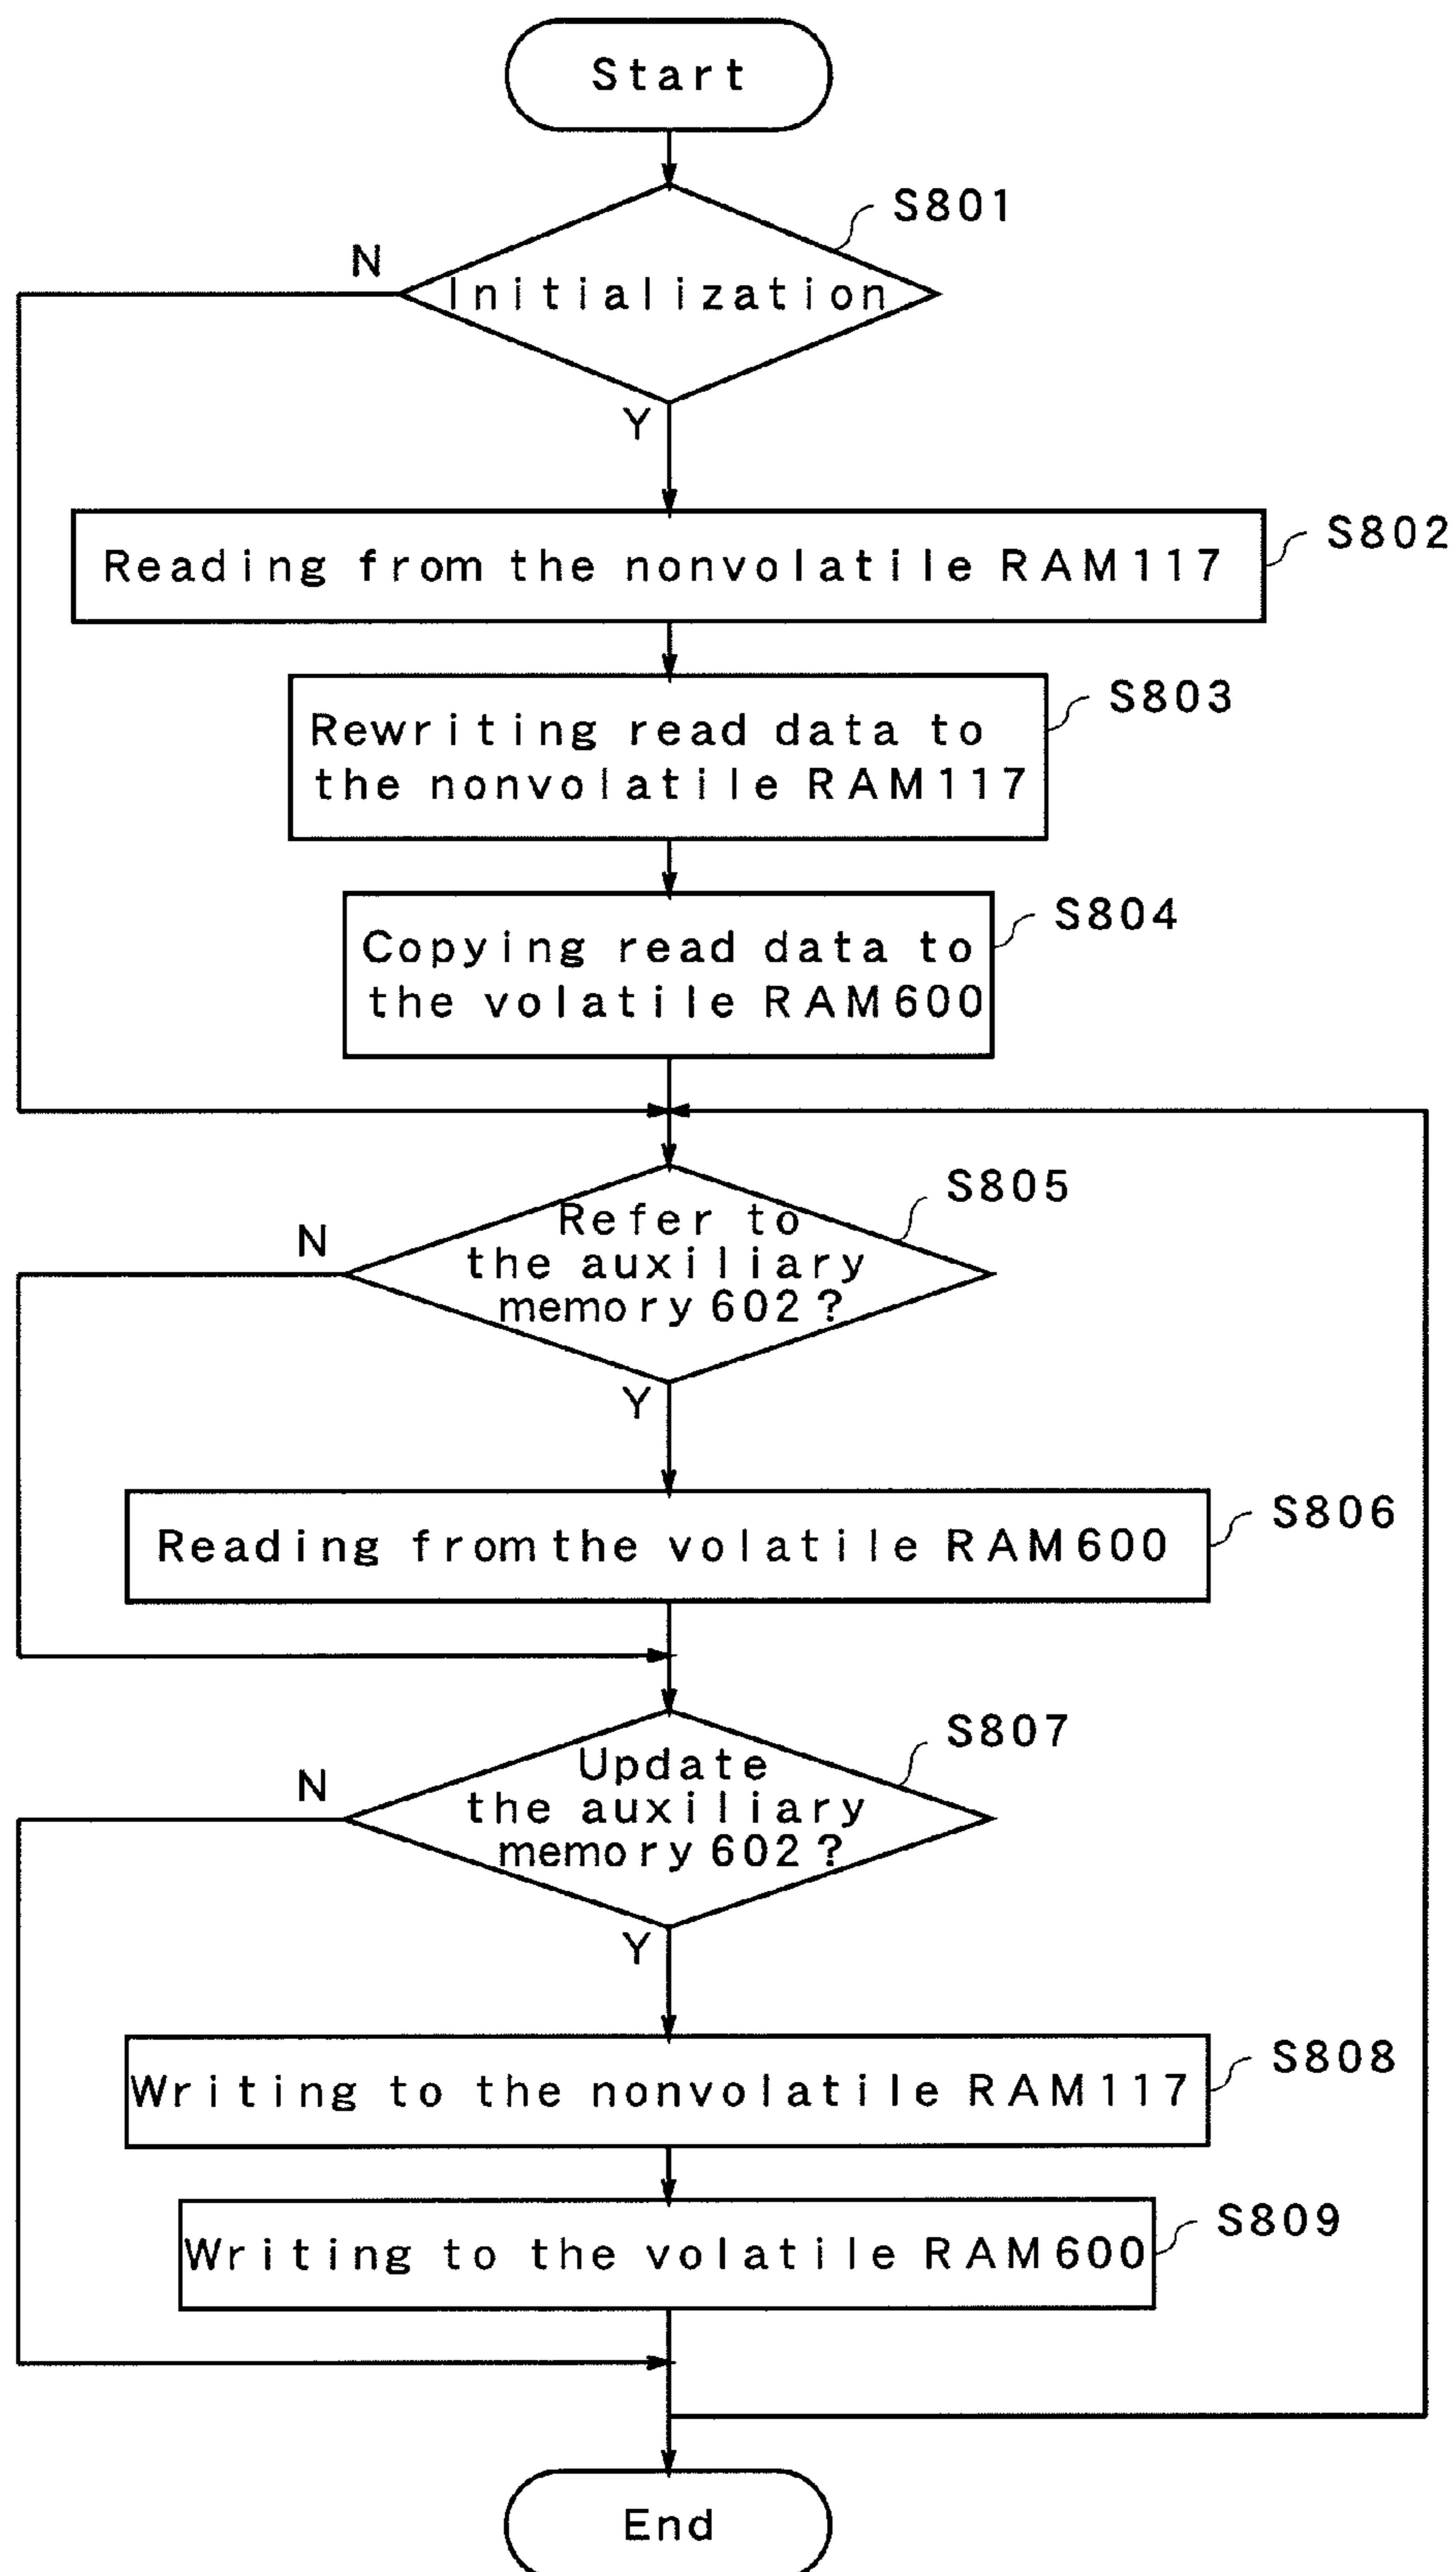 Start
S801
N
Initialization
Y
S802
Reading from the nonvolatile RAM117
S803
Rewriting read data to
the nonvolatile RAM117
S804
Copying read data to
the volatile RAM600
S805
N
Refer to
the auxiliary
memory 602?
Y
S806
Reading from the volatile RAM600
S807
N
Update
the auxiliary
memory 602?
Y
S808
Writing to the nonvolatile RAM117
S809
Writing to the volatile RAM600
End